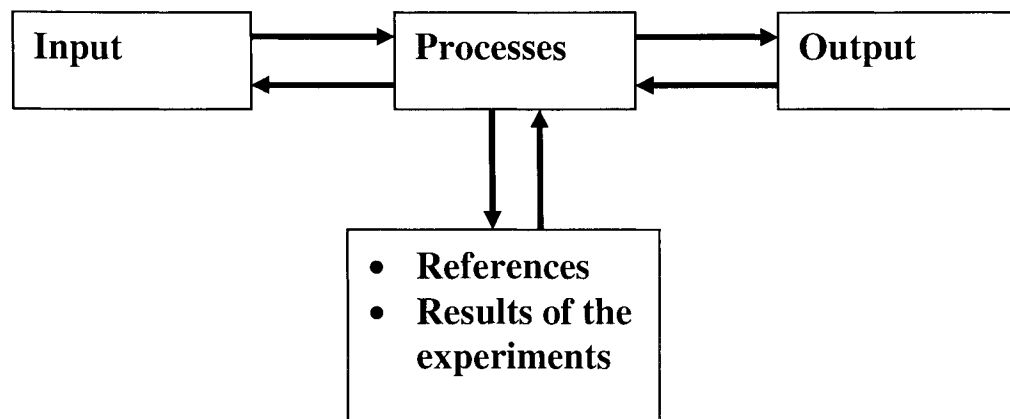 Input
Processes
Output
• References
• Results of the
experiments